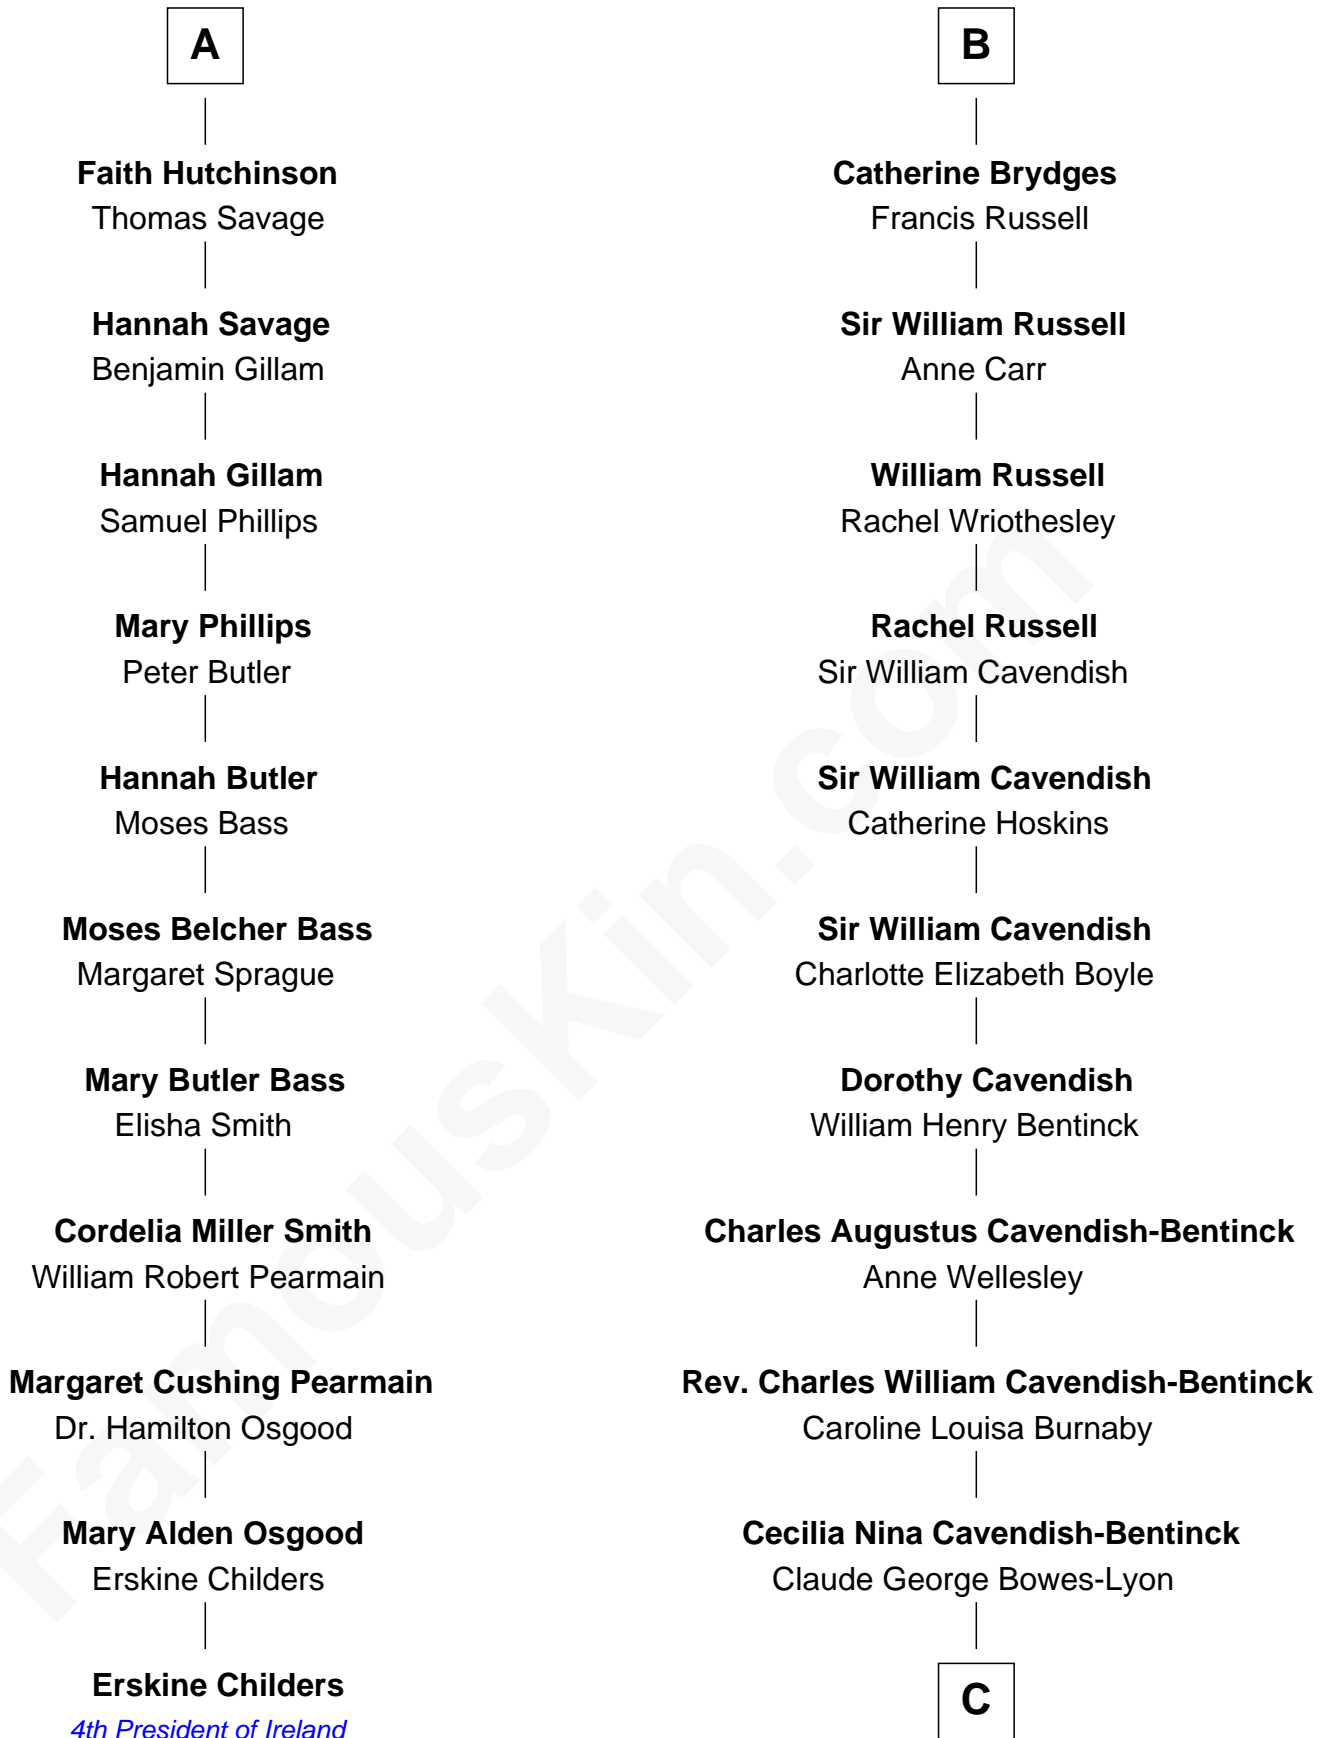 A
Faith Hutchinson
Thomas Savage
Hannah Savage
Benjamin Gillam
Hannah Gillam
Samuel Phillips
Mary Phillips
Peter Butler
Hannah Butler
Moses Bass
Moses Belcher Bass
Margaret Sprague
Mary Butler Bass
Elisha Smith
Cordelia Miller Smith
William Robert Pearmain
Margaret Cushing Pearmain
Dr. Hamilton Osgood
Mary Alden Osgood
Erskine Childers
Erskine Childers
4th President of Ireland
B
Catherine Brydges
Francis Russell
Sir William Russell
Anne Carr
William Russell
Rachel Wriothesley
Rachel Russell
Sir William Cavendish
Sir William Cavendish
Catherine Hoskins
Sir William Cavendish
Charlotte Elizabeth Boyle
Dorothy Cavendish
William Henry Bentinck
Charles Augustus Cavendish-Bentinck
Anne Wellesley
Rev. Charles William Cavendish-Bentinck
Caroline Louisa Burnaby
Cecilia Nina Cavendish-Bentinck
Claude George Bowes-Lyon
C
FamousKin.com